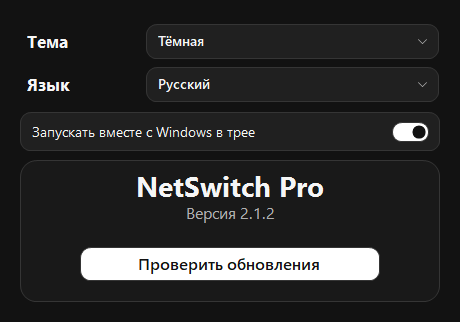 Тема
Тёмная
Язык
Русский
Запускать вместе с Windows в трее
NetSwitch Pro
Версия 2.1.2
Проверить обновления